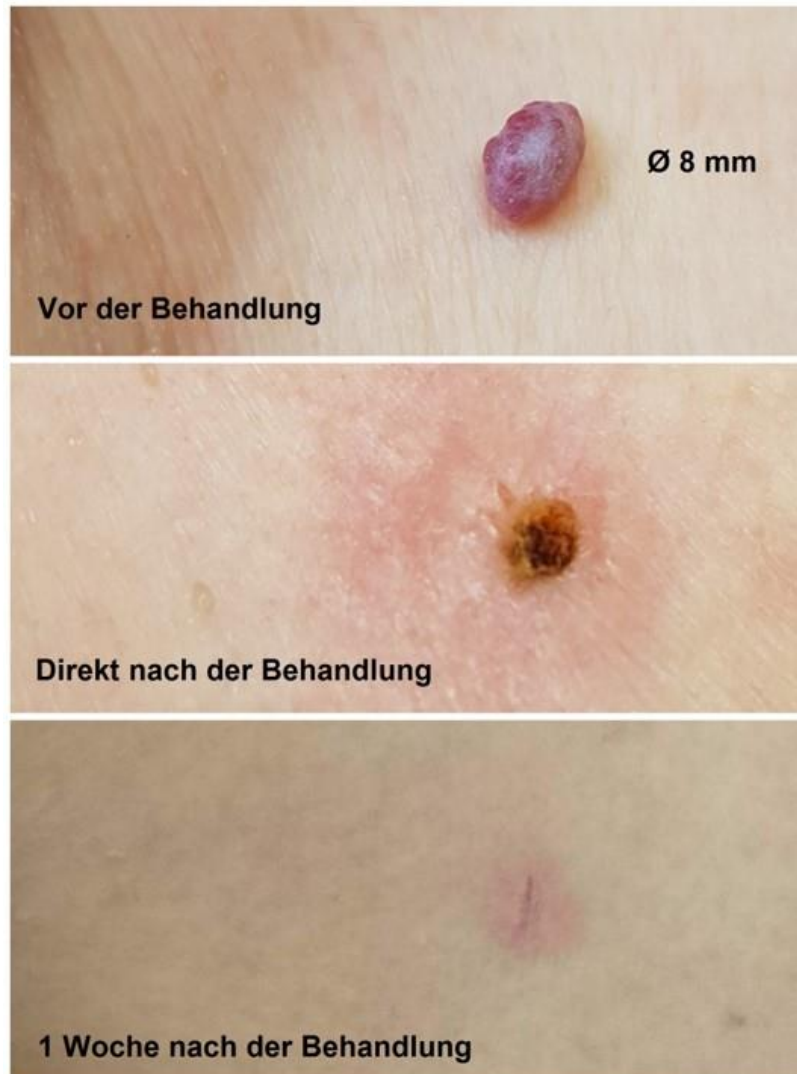 Ø 8 mm
Vor der Behandlung
Direkt nach der Behandlung
1 Woche nach der Behandlung